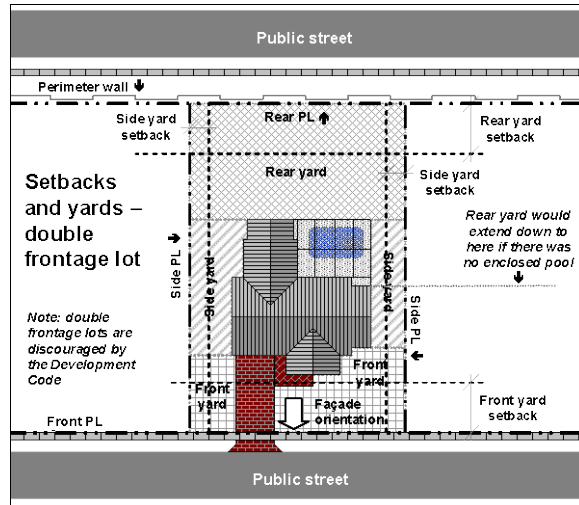 Public street
Perimeter wall
Side yard
setback
Rear PL
Rear yard
setback
Rear yard
Side yard
setback
Setbacks
and yards –
double
frontage lot
Side PL
Side yard
Side yard
Side PL
Rear yard would
extend down to
here if there was
no enclosed pool
Note: double
frontage lots are
discouraged by
the Development
Code
Front
yard
Front
yard
Façade
orientation
Front yard
setback
Front PL
Public street